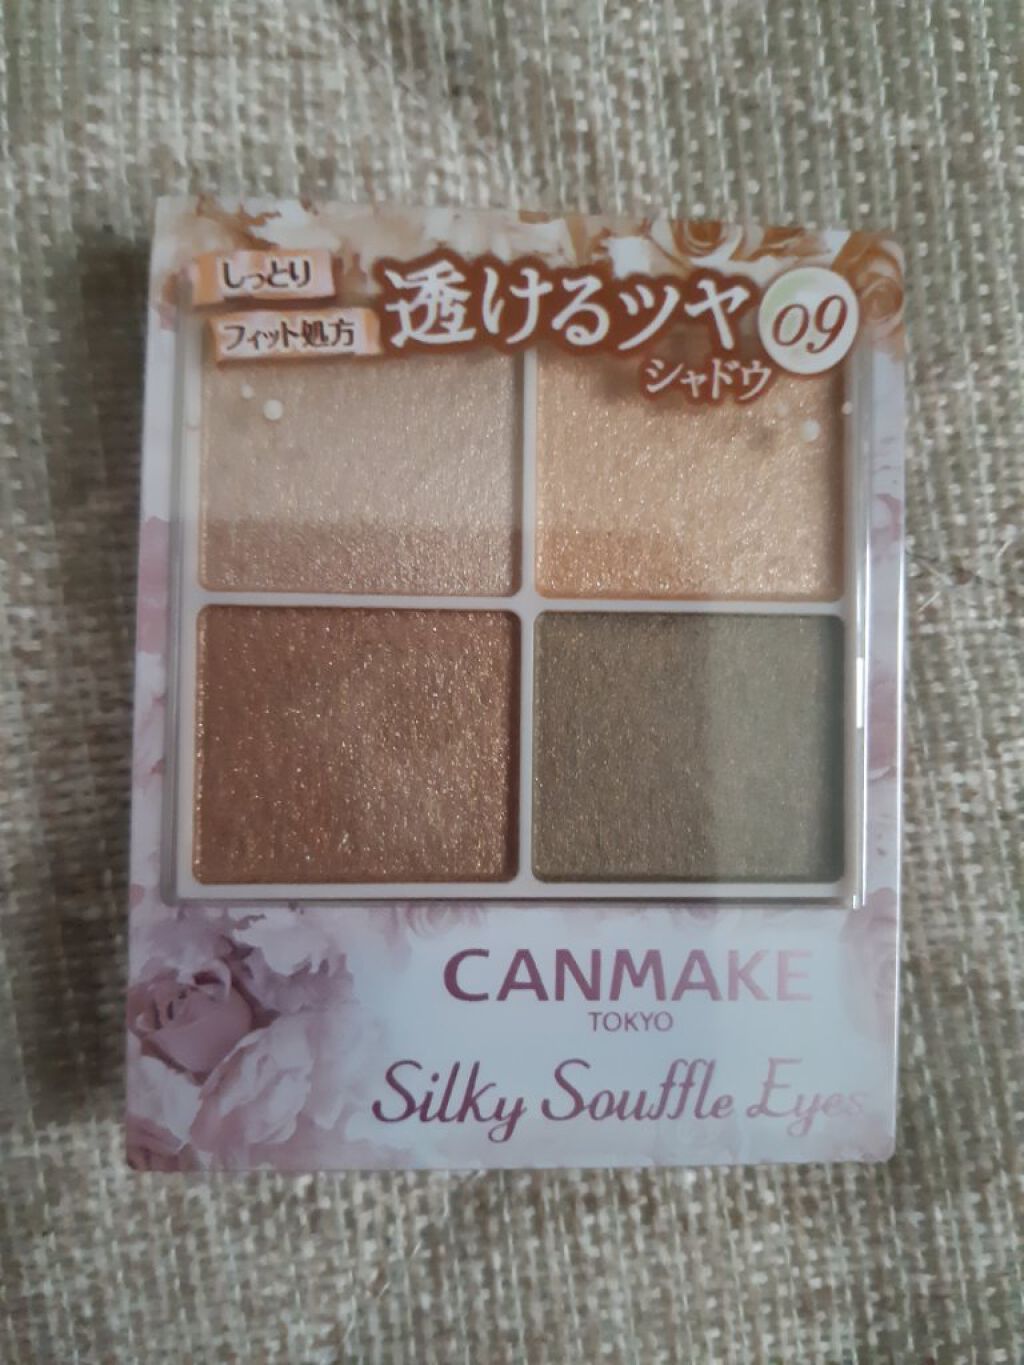 しっとり
フィット処方
透けるツヤ
シャドウ
09
CANMAKE
TOKYO
Silky Souffle Eyes